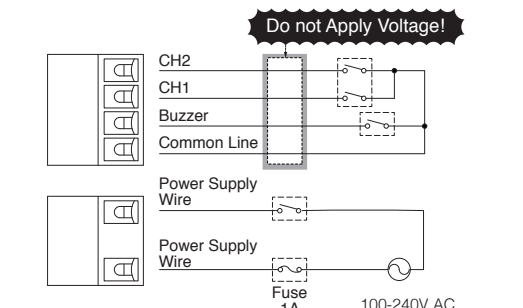 Do not Apply Voltage!
CH2
CH1
Buzzer
Common Line
Power Supply
Wire
Power Supply
Wire
Fuse
1A
100-240V AC